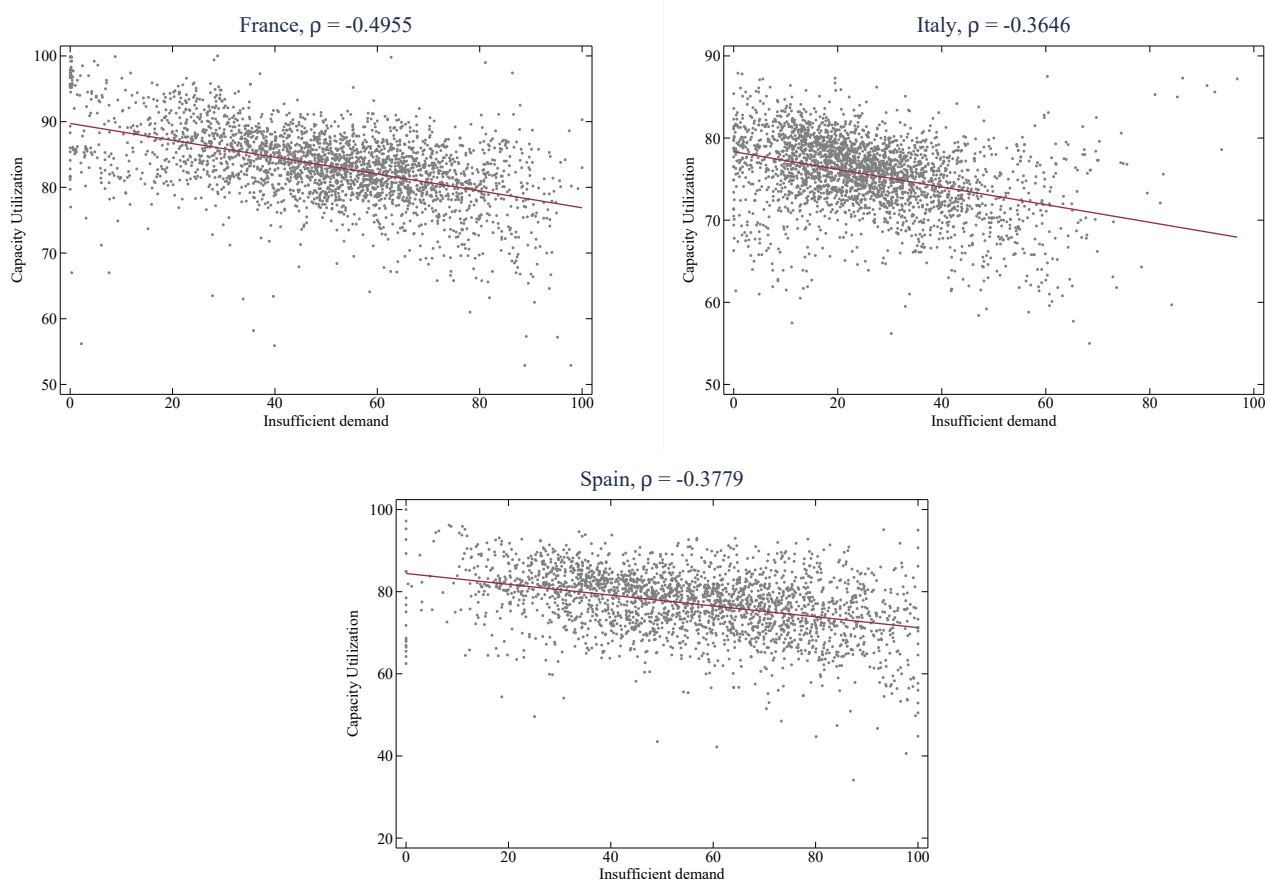 France, ρ = -0.4955
100
90
80
70
60
50
Capacity Utilization
0 20 40 60 80 100
Insufficient demand
Italy, ρ = -0.3646
90
80
70
60
50
Capacity Utilization
0 20 40 60 80 100
Insufficient demand
Spain, ρ = -0.3779
100
80
60
40
20
Capacity Utilization
0 20 40 60 80 100
Insufficient demand